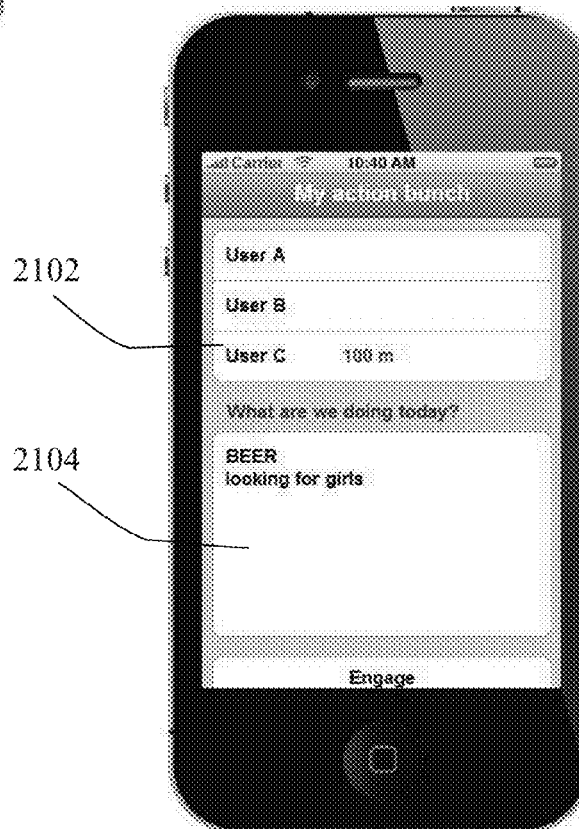 10:40 AM
My action bunch
User A
User B
2102
User C 100 m
What are we doing today?
2104
BEER
looking for girls
Engage